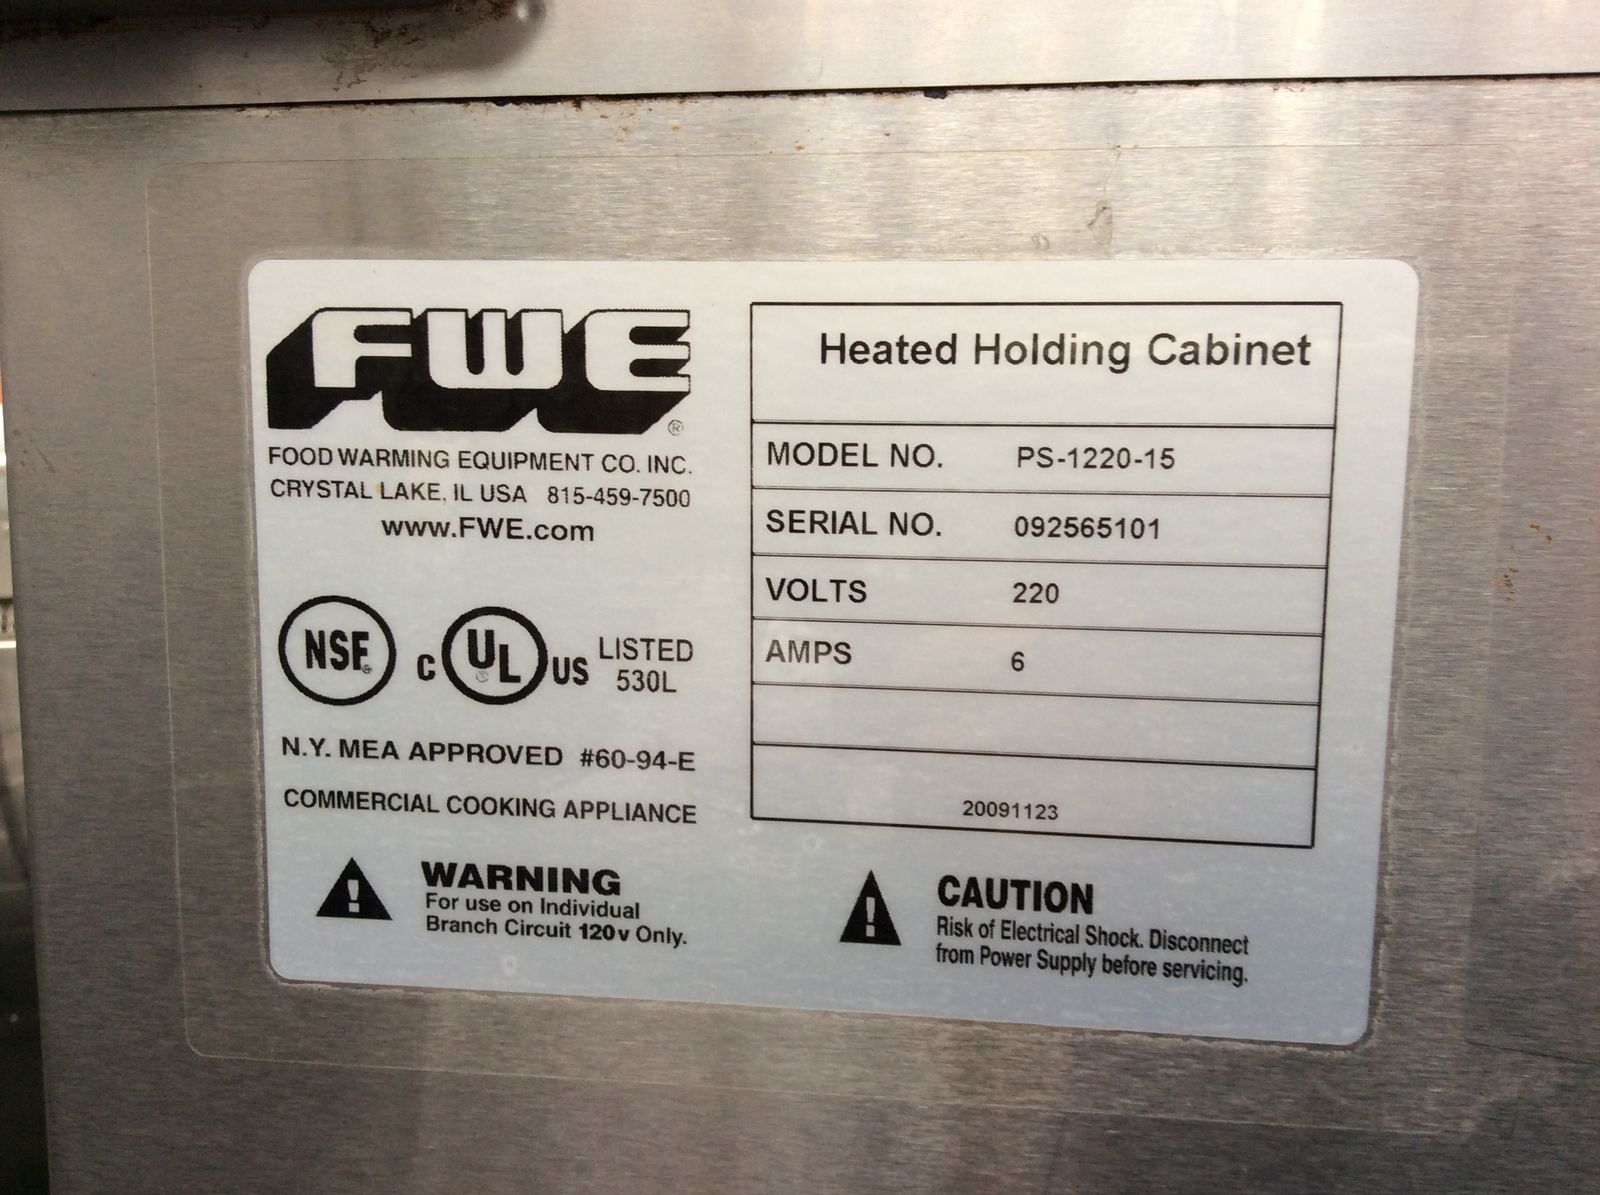 FWE®
FOOD WARMING EQUIPMENT CO. INC.
CRYSTAL LAKE, IL USA 815-459-7500
www.FWE.com
NSF®
C UL® US LISTED
530L
N.Y. MEA APPROVED #60-94-E
COMMERCIAL COOKING APPLIANCE
Heated Holding Cabinet
MODEL NO. PS-1220-15
SERIAL NO. 092565101
VOLTS 220
AMPS 6
20091123
WARNING
For use on Individual
Branch Circuit 120v Only.
CAUTION
Risk of Electrical Shock. Disconnect
from Power Supply before servicing.